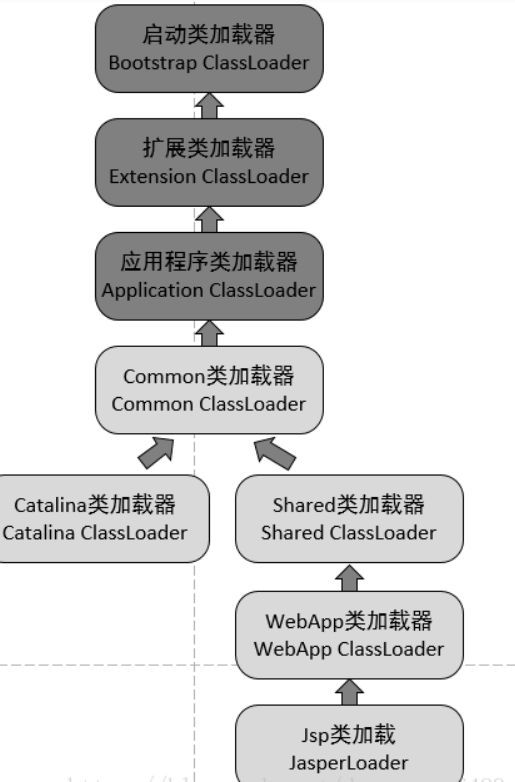 启动类加载器
Bootstrap ClassLoader
扩展类加载器
Extension ClassLoader
应用程序类加载器
Application ClassLoader
Common类加载器
Common ClassLoader
Catalina类加载器
Catalina ClassLoader
Shared类加载器
Shared ClassLoader
WebApp类加载器
WebApp ClassLoader
Jsp类加载
JasperLoader